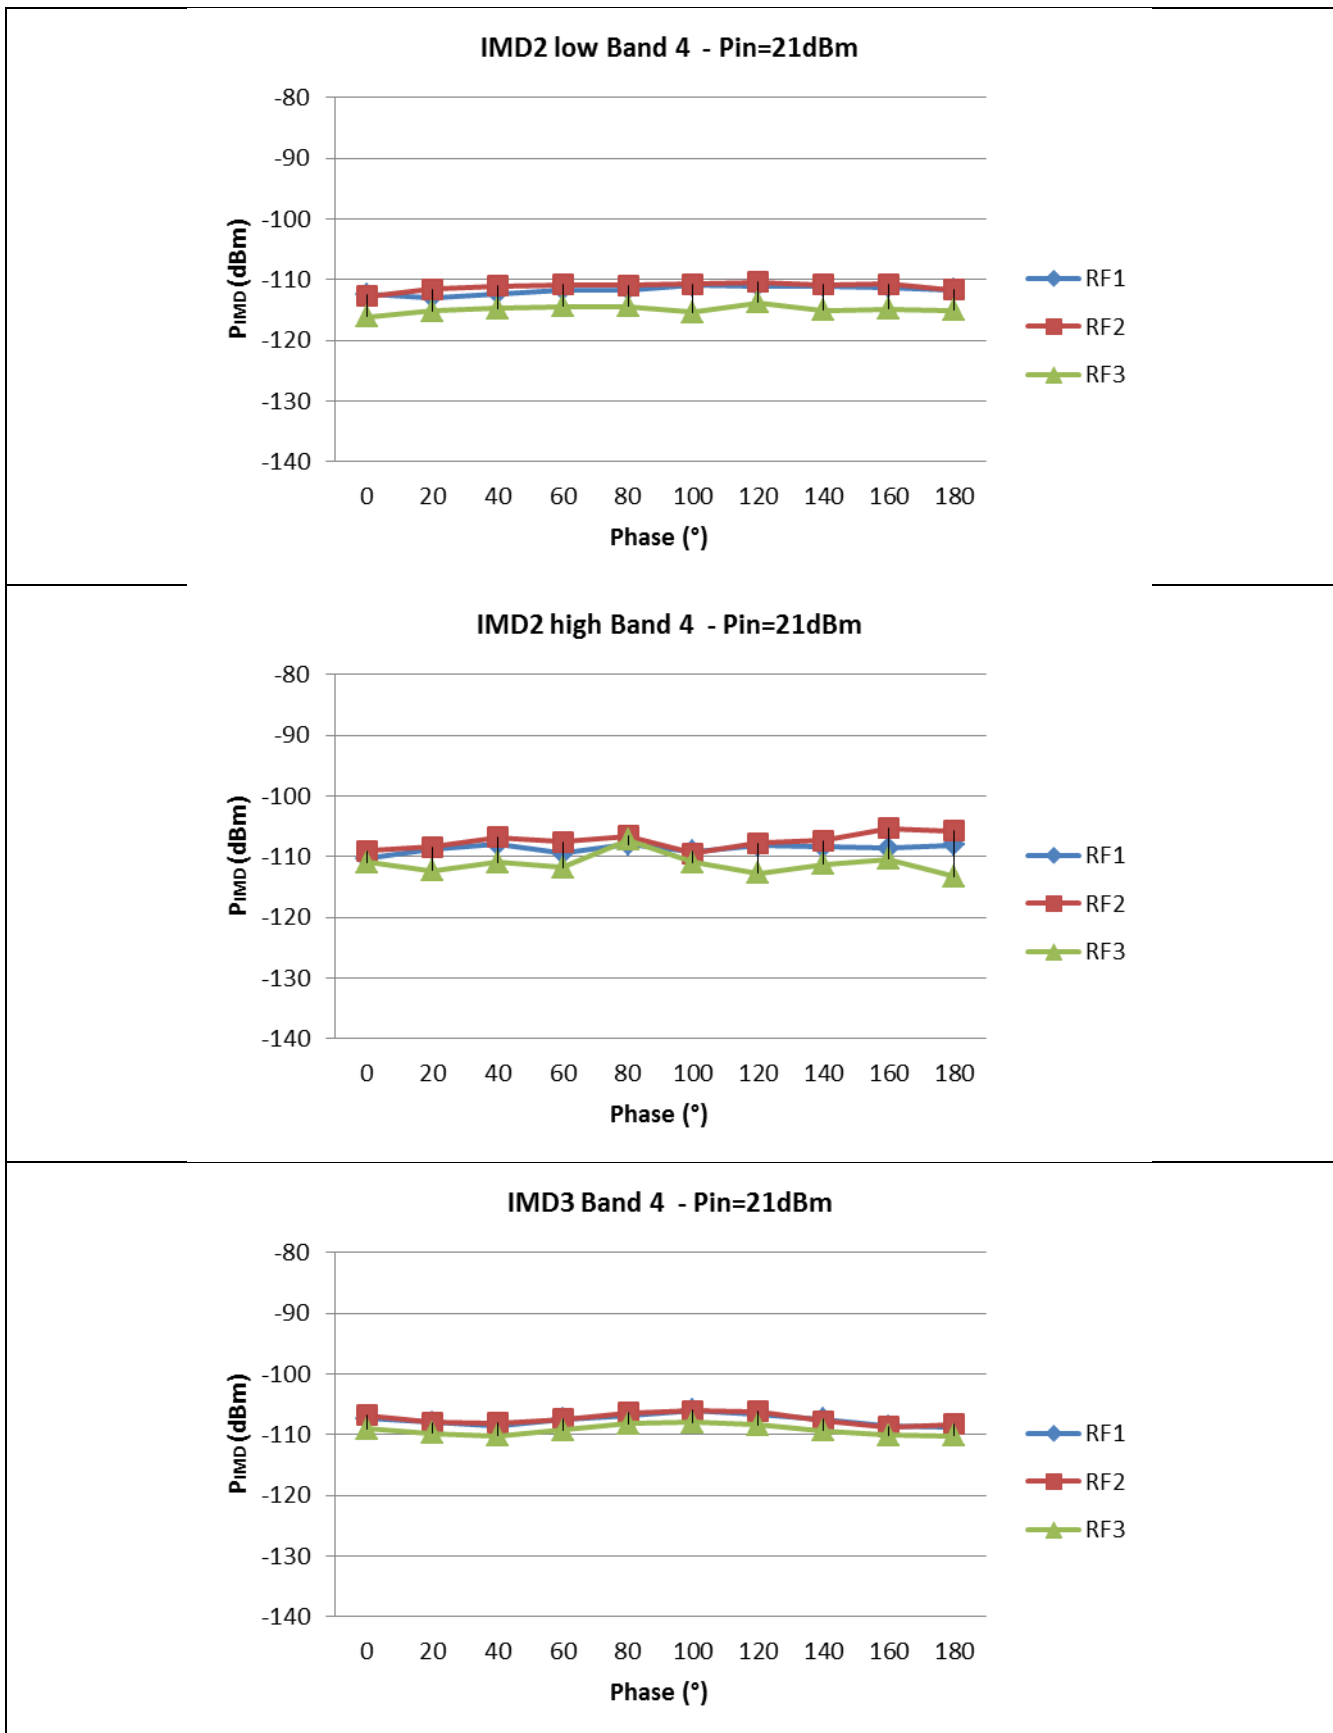 IMD2 low Band 4 - Pin=21dBm
-80
-90
-100
-110
-120
-130
-140
PIMD (dBm)
0 20 40 60 80 100 120 140 160 180
Phase (°)
RF1
RF2
RF3
IMD2 high Band 4 - Pin=21dBm
-80
-90
-100
-110
-120
-130
-140
PIMD (dBm)
0 20 40 60 80 100 120 140 160 180
Phase (°)
RF1
RF2
RF3
IMD3 Band 4 - Pin=21dBm
-80
-90
-100
-110
-120
-130
-140
PIMD (dBm)
0 20 40 60 80 100 120 140 160 180
Phase (°)
RF1
RF2
RF3